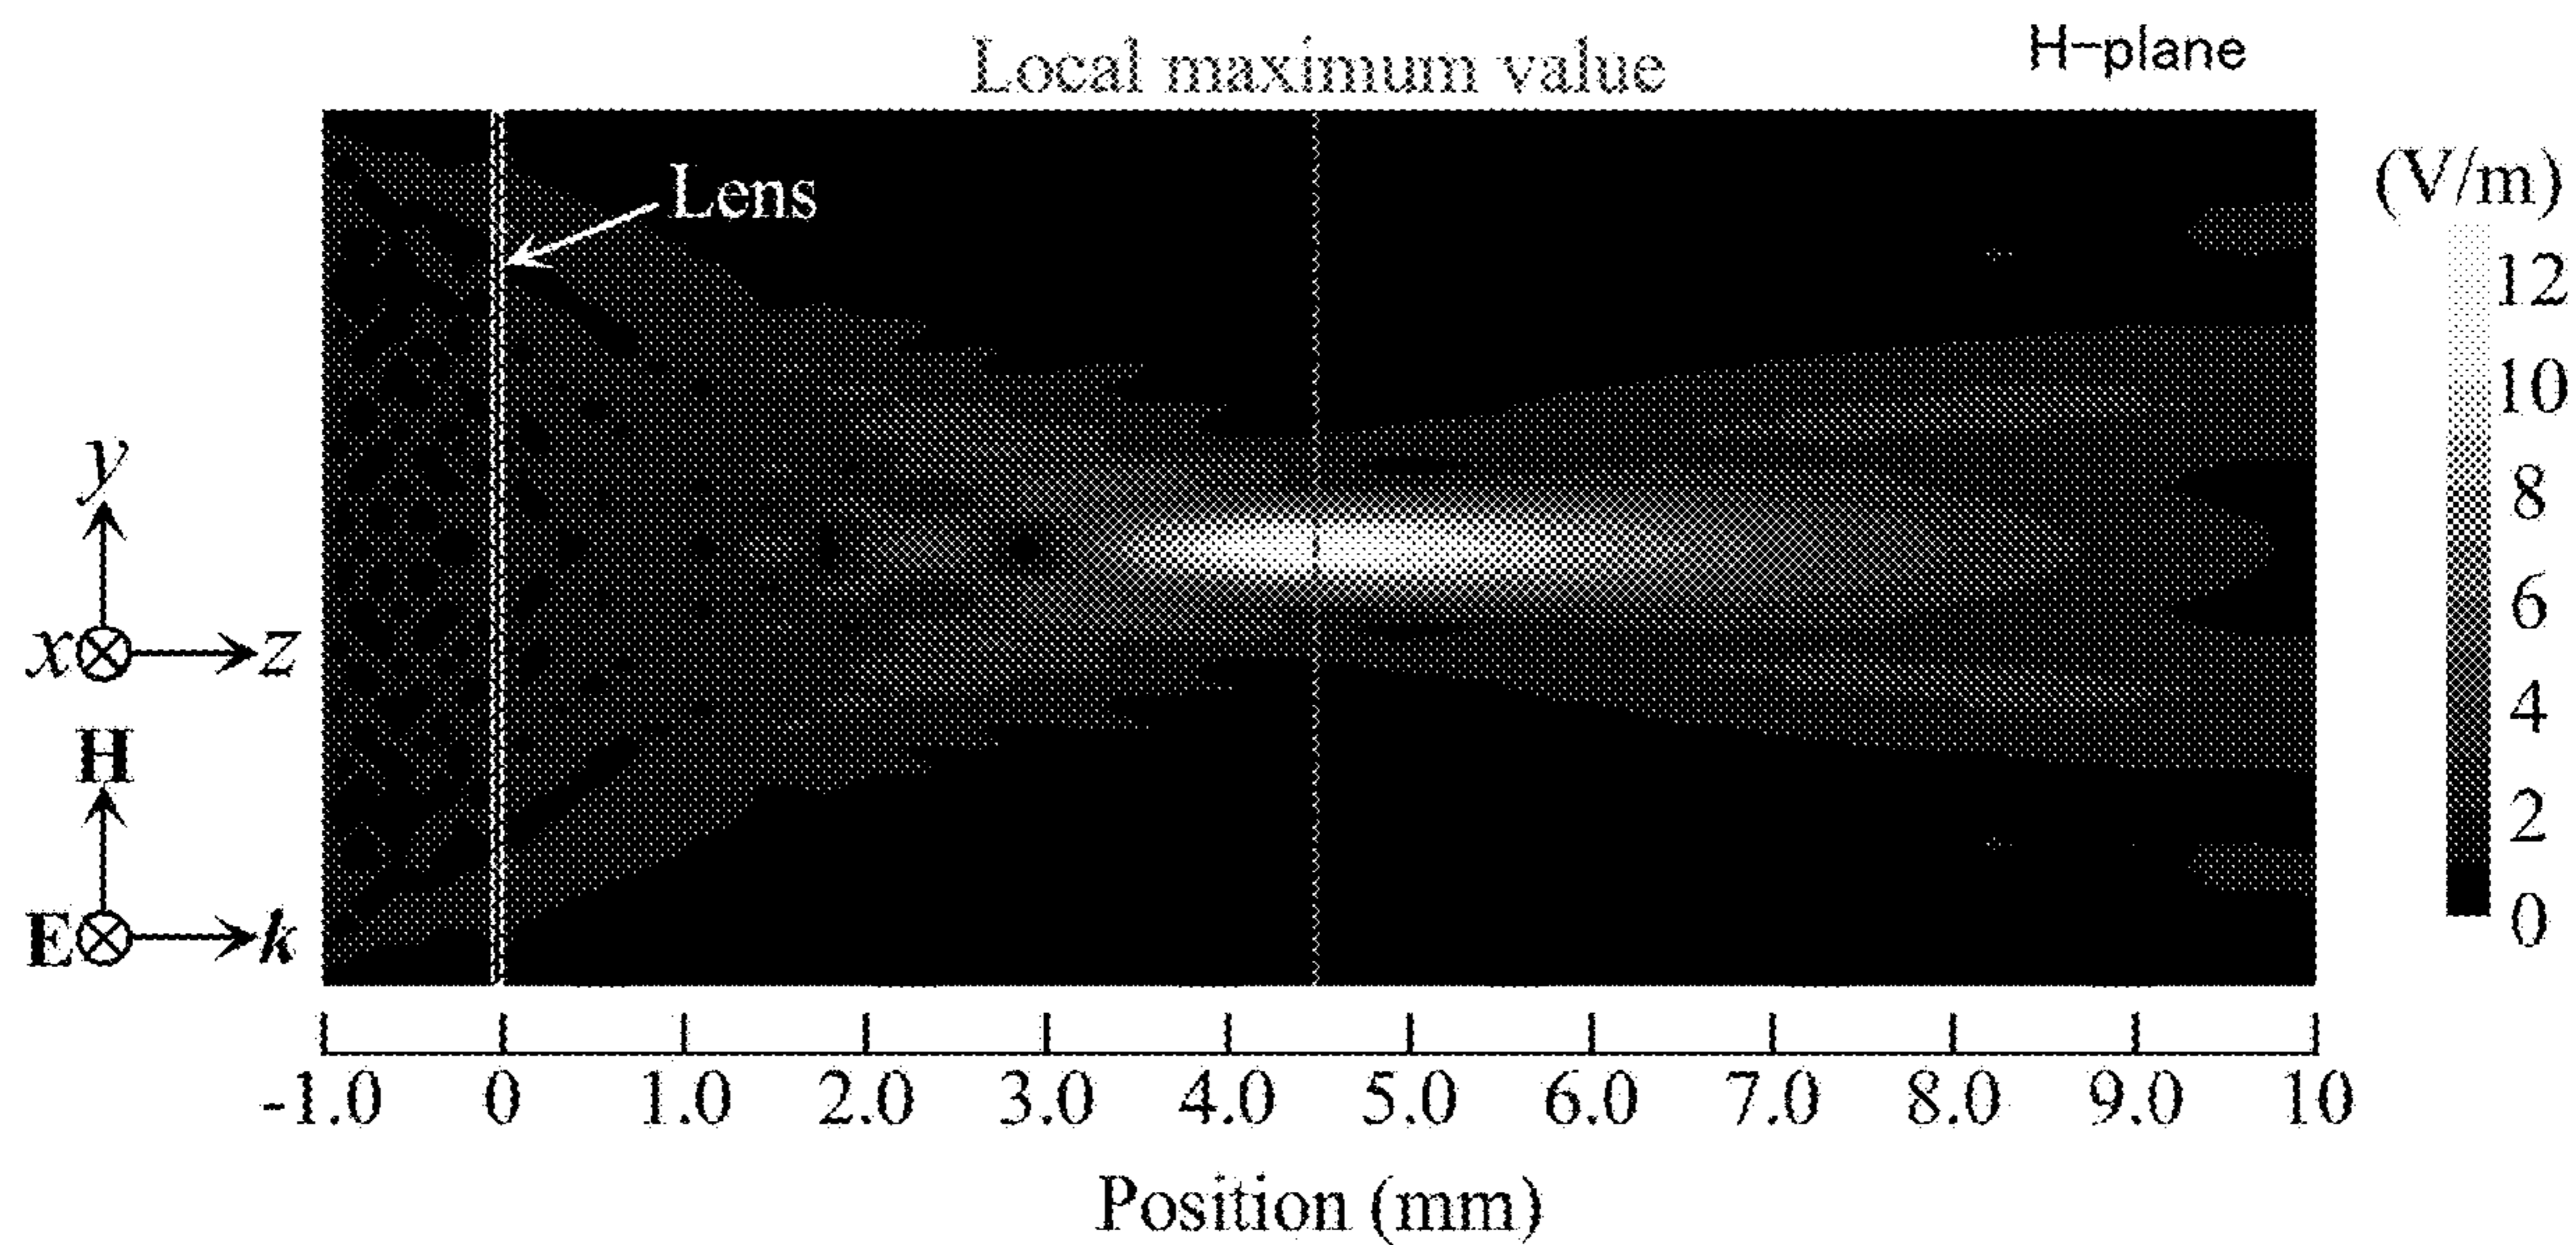 Local maximum value
H-plane
Lens
(V/m)
12
10
8
6
4
2
0
y
x
z
H
E
k
-1.0 0 1.0 2.0 3.0 4.0 5.0 6.0 7.0 8.0 9.0 10
Position (mm)